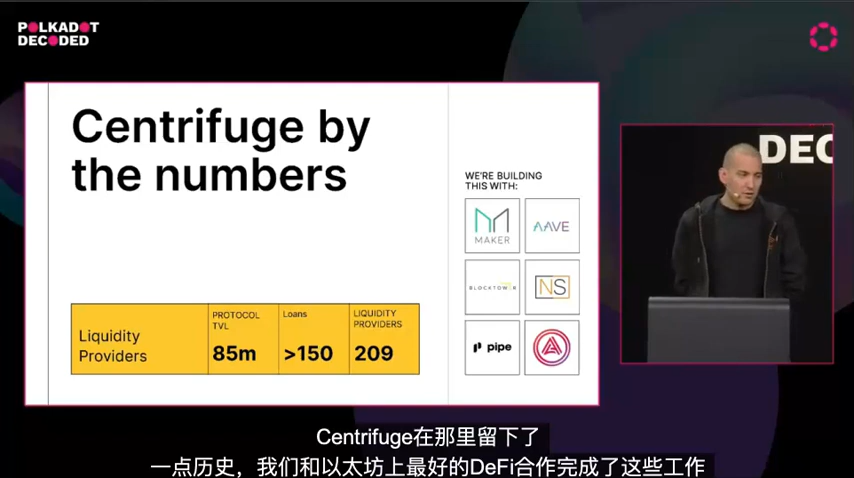 POLKADOT
DECODED
Centrifuge by
the numbers
WE'RE BUILDING
THIS WITH:
MAKER
AAVE
BLOCKTOWER
NS
pipe
Liquidity
Providers
PROTOCOL
TVL
85m
Loans
>150
LIQUIDITY
PROVIDERS
209
DEC
Centrifuge在那里留下了
一点历史，我们和以太坊上最好的DeFi合作完成了这些工作